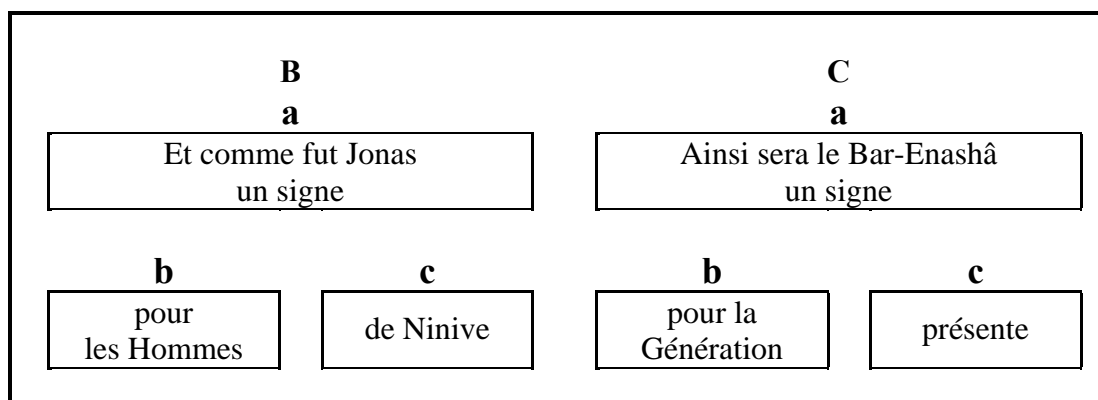 B
a
Et comme fut Jonas
un signe
b
pour
les Hommes
c
de Ninive
C
a
Ainsi sera le Bar-Enashâ
un signe
b
pour la
Génération
c
présente